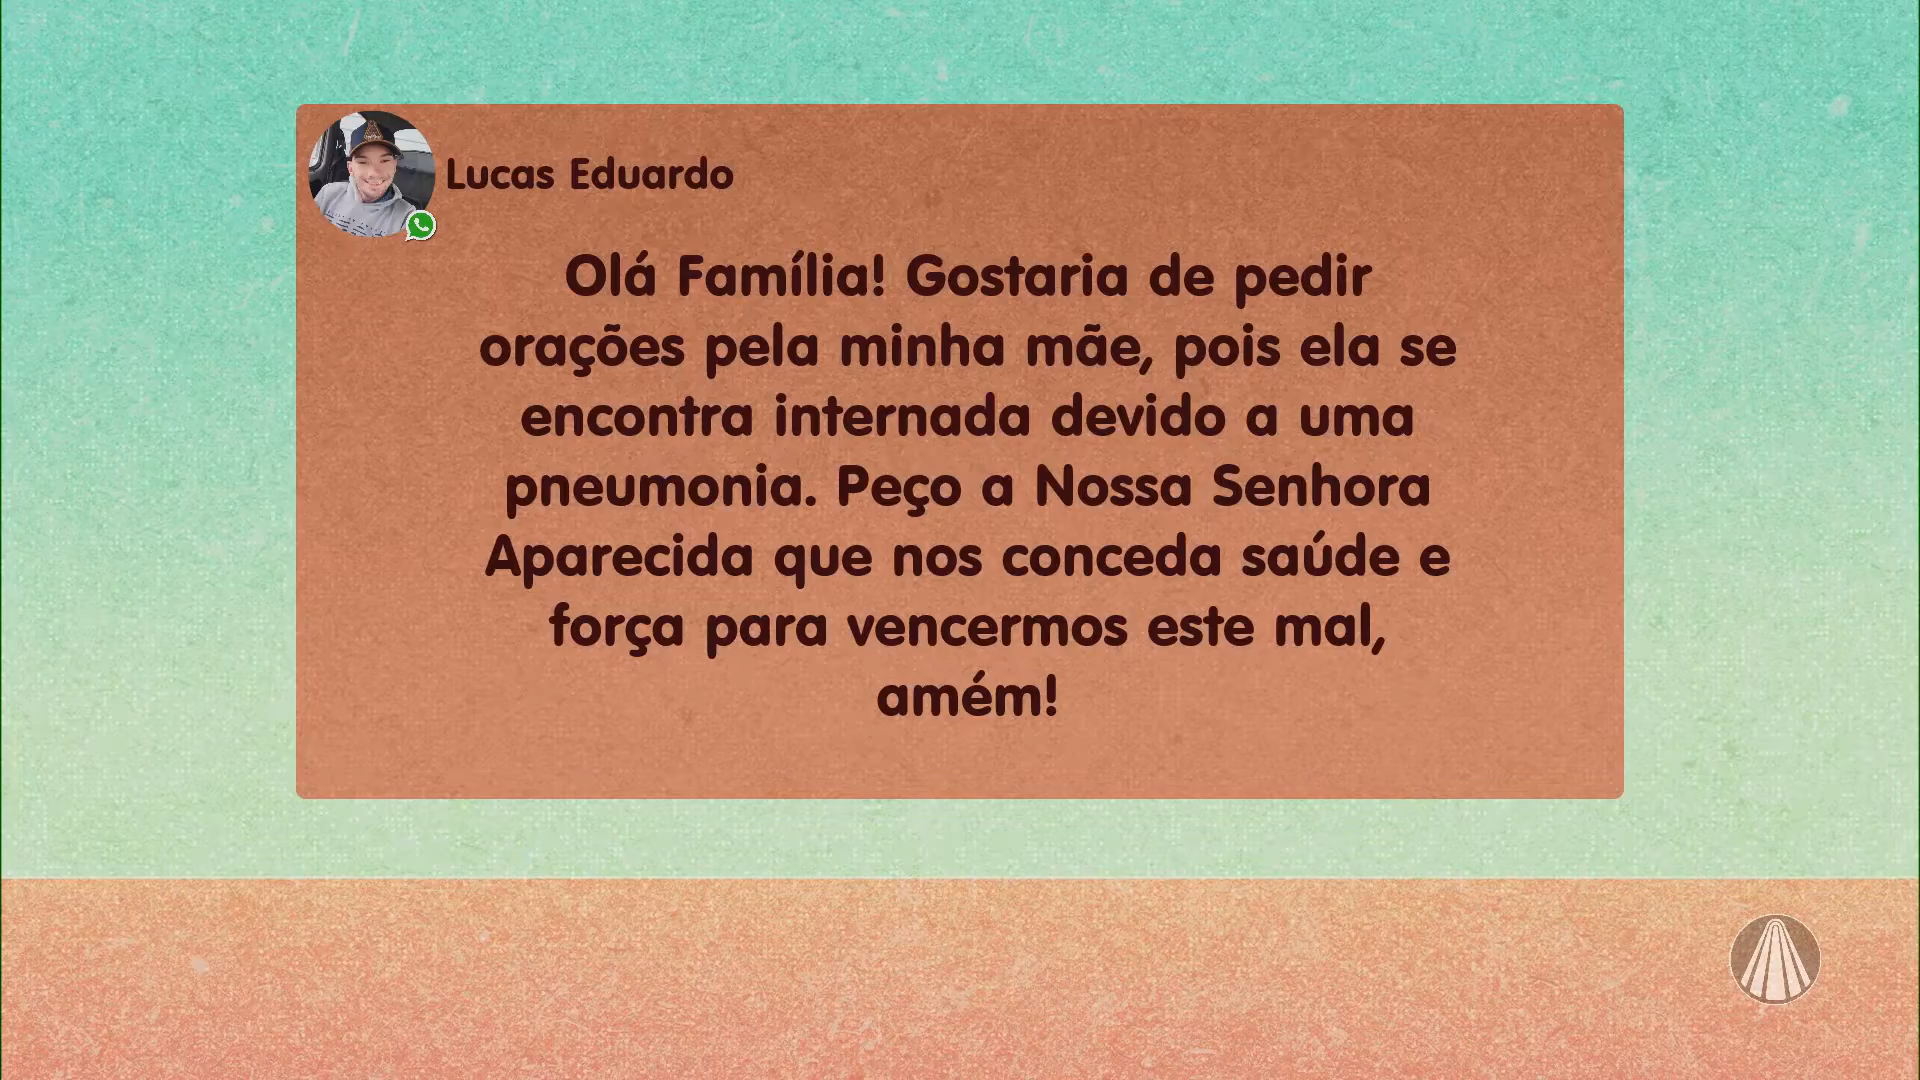 Lucas Eduardo
Olá Família! Gostaria de pedir
orações pela minha mãe, pois ela se
encontra internada devido a uma
pneumonia. Peço a Nossa Senhora
Aparecida que nos conceda saúde e
força para vencermos este mal,
amém!